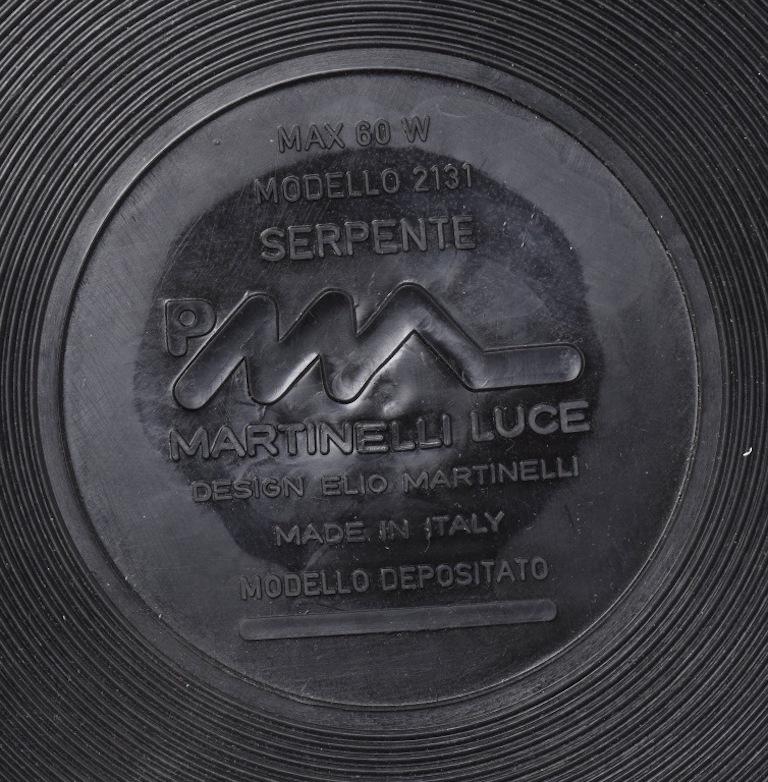 MAX 60 W
MODELLO 2131
SERPENTE
P
MARTINELLI LUCE
DESIGN ELIO MARTINELLI
MADE IN ITALY
MODELLO DEPOSITATO